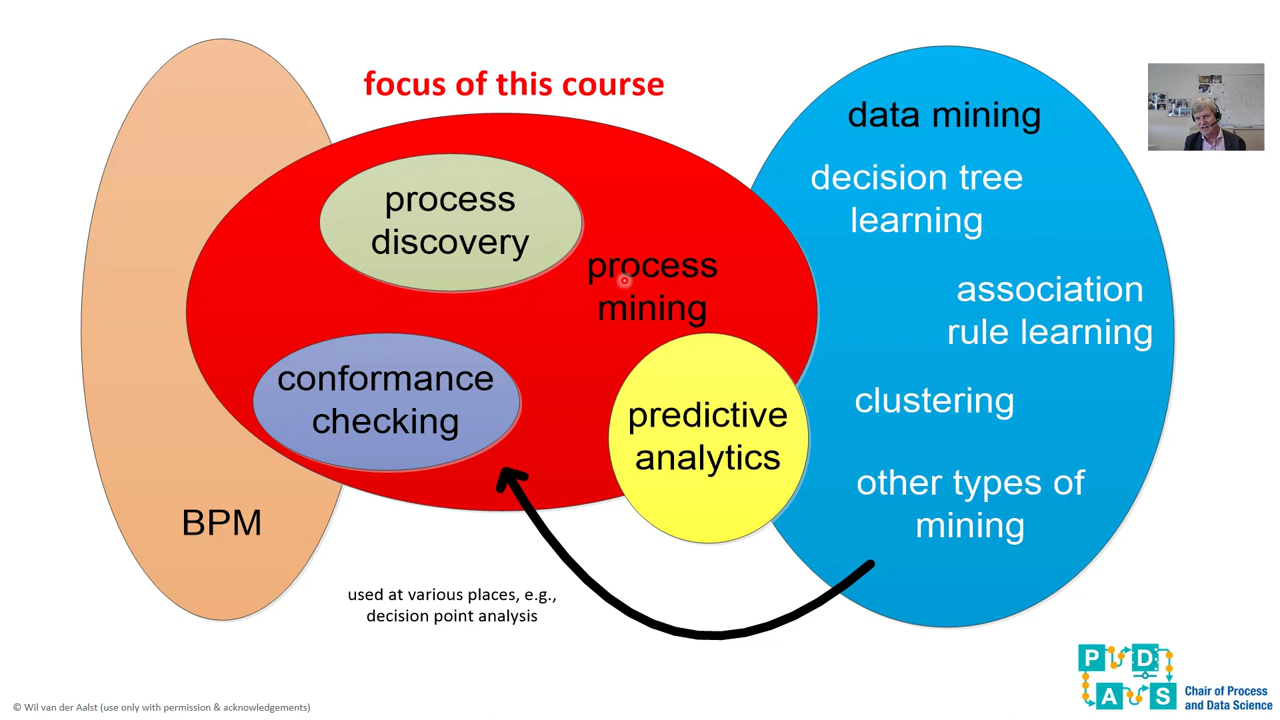 focus of this course
process
discovery
process
mining
conformance
checking
predictive
analytics
BPM
data mining
decision tree
learning
association
rule learning
clustering
other types of
mining
used at various places, e.g.,
decision point analysis
P D
A S
Chair of Process
and Data Science
© Wil van der Aalst (use only with permission & acknowledgements)